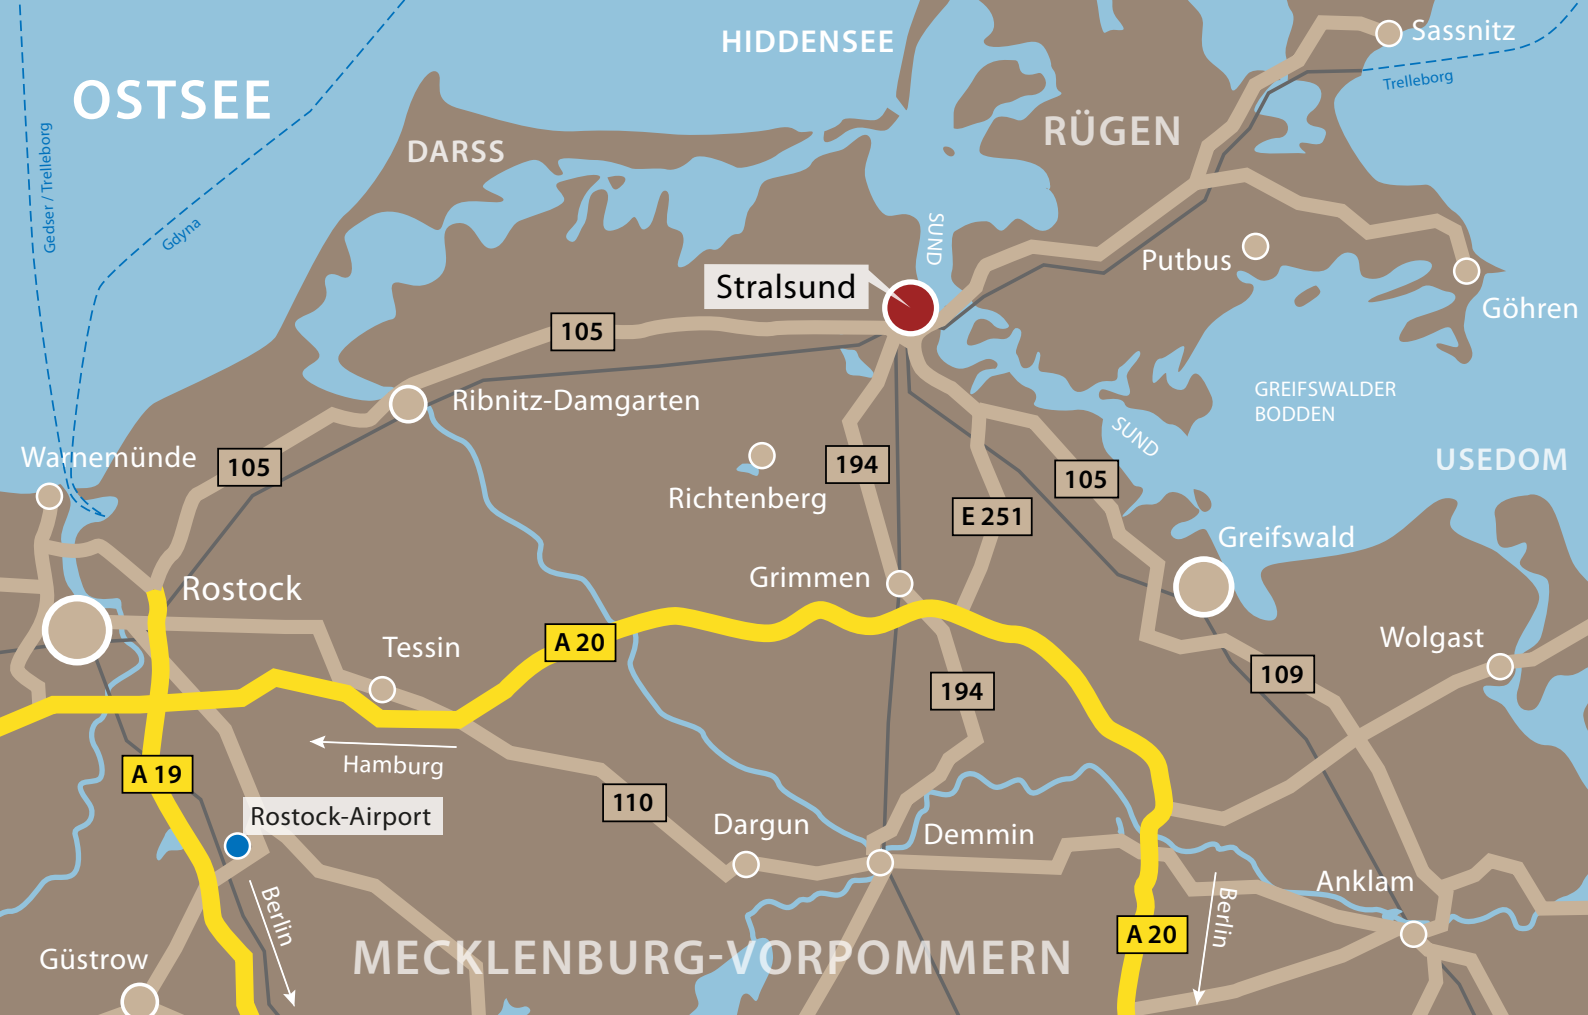 HIDDENSEE
Sassnitz
Trelleborg
OSTSEE
RÜGEN
DARSS
Gedser / Trelleborg
Gdyna
SUND
Putbus
Stralsund
Göhren
105
GREIFSWALDER
BODDEN
Ribnitz-Damgarten
SUND
Warnemünde
105
194
105
USEDOM
Richtenberg
E 251
Greifswald
Grimmen
Rostock
Tessin
A 20
Wolgast
109
194
Hamburg
A 19
110
Rostock-Airport
Dargun
Demmin
Anklam
Berlin
Berlin
A 20
MECKLENBURG-VORPOMMERN
Güstrow